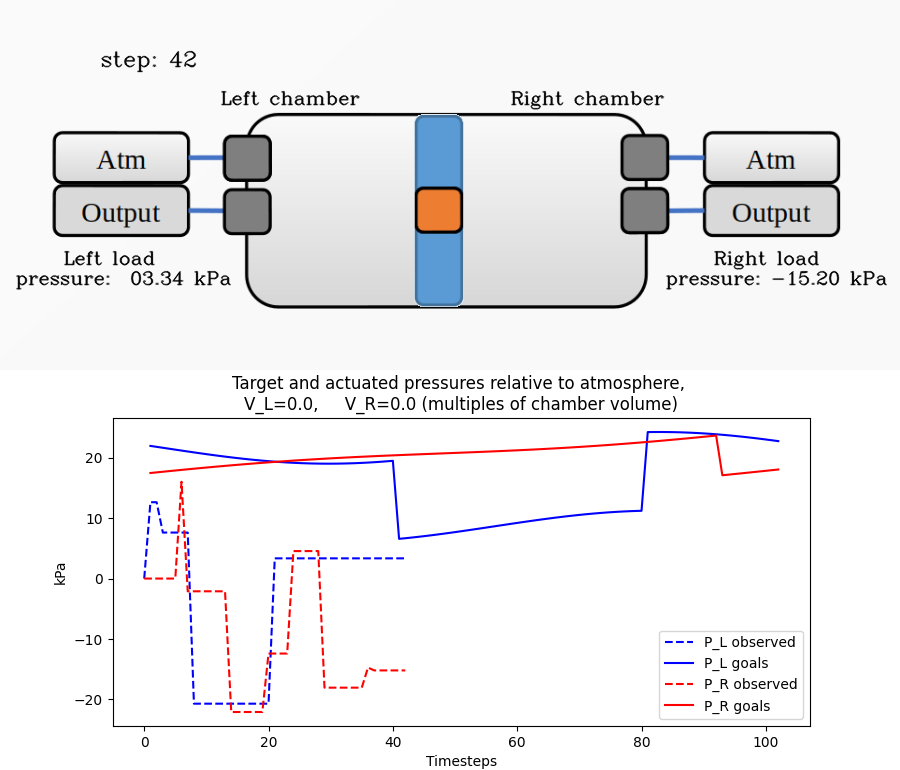 step: 42
Left chamber
Right chamber
Atm
Atm
Output
Output
Left load
pressure:  03.34 kPa
Right load
pressure: −15.20 kPa
Target and actuated pressures relative to atmosphere,
V_L=0.0,     V_R=0.0 (multiples of chamber volume)
kPa
20
10
0
−10
−20
P_L observed
P_L goals
P_R observed
P_R goals
0 20 40 60 80 100
Timesteps